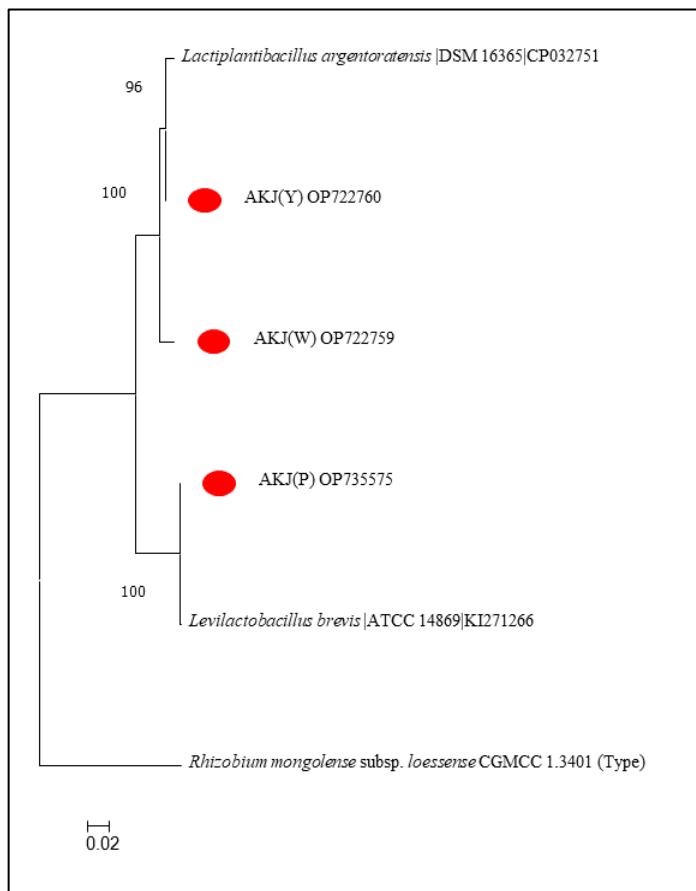 Lactiplantibacillus argentoratensis |DSM 16365|CP032751
96
AKJ(Y) OP722760
100
AKJ(W) OP722759
AKJ(P) OP735575
100
Levilactobacillus brevis |ATCC 14869|KI271266
Rhizobium mongolense subsp. loessense CGMCC 1.3401 (Type)
0.02